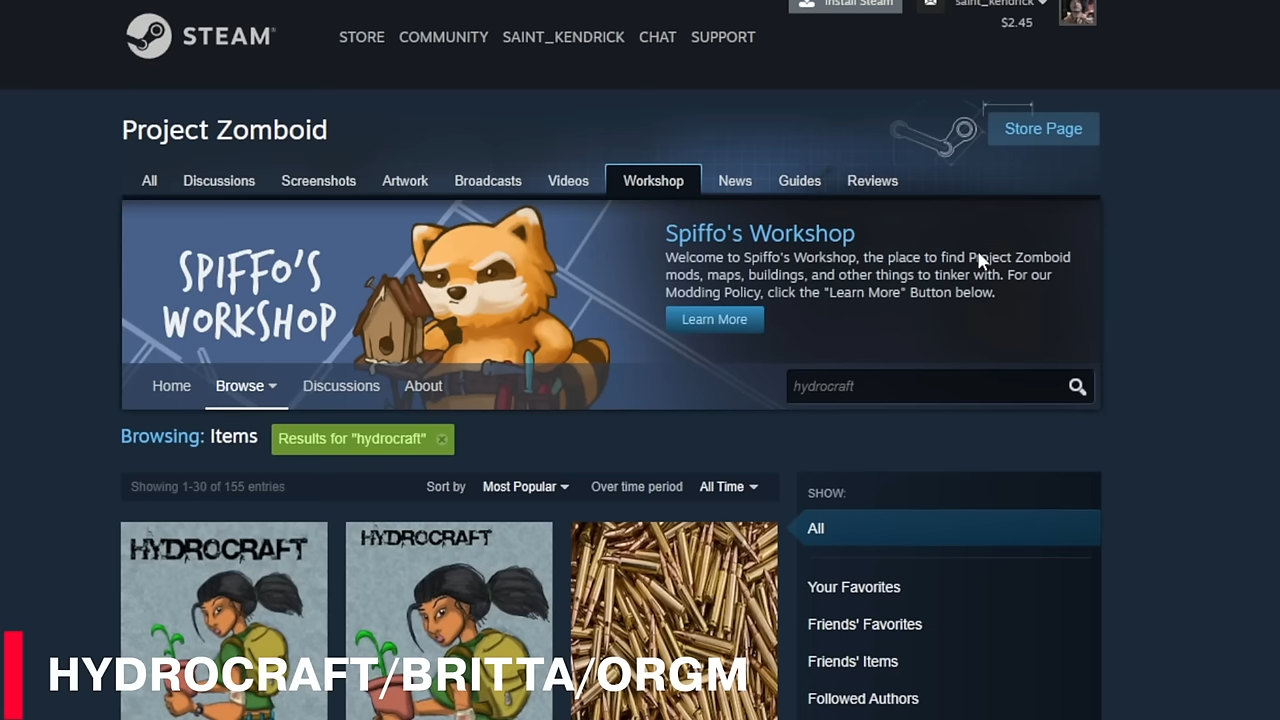 Install Steam
saint_kendrick
$2.45
STEAM®
STORE COMMUNITY SAINT_KENDRICK CHAT SUPPORT
Project Zomboid
Store Page
All Discussions Screenshots Artwork Broadcasts Videos Workshop News Guides Reviews
SPIFFO'S
WORKSHOP
Spiffo's Workshop
Welcome to Spiffo's Workshop, the place to find Project Zomboid
mods, maps, buildings, and other things to tinker with. For our
Modding Policy, click the "Learn More" Button below.
Learn More
Home Browse Discussions About
hydrocraft
Browsing: Items Results for "hydrocraft" x
Showing 1-30 of 155 entries Sort by Most Popular Over time period All Time
SHOW:
All
Your Favorites
Friends' Favorites
Friends' Items
Followed Authors
HYDROCRAFT
HYDROCRAFT
HYDROCRAFT/BRITTA/ORGM